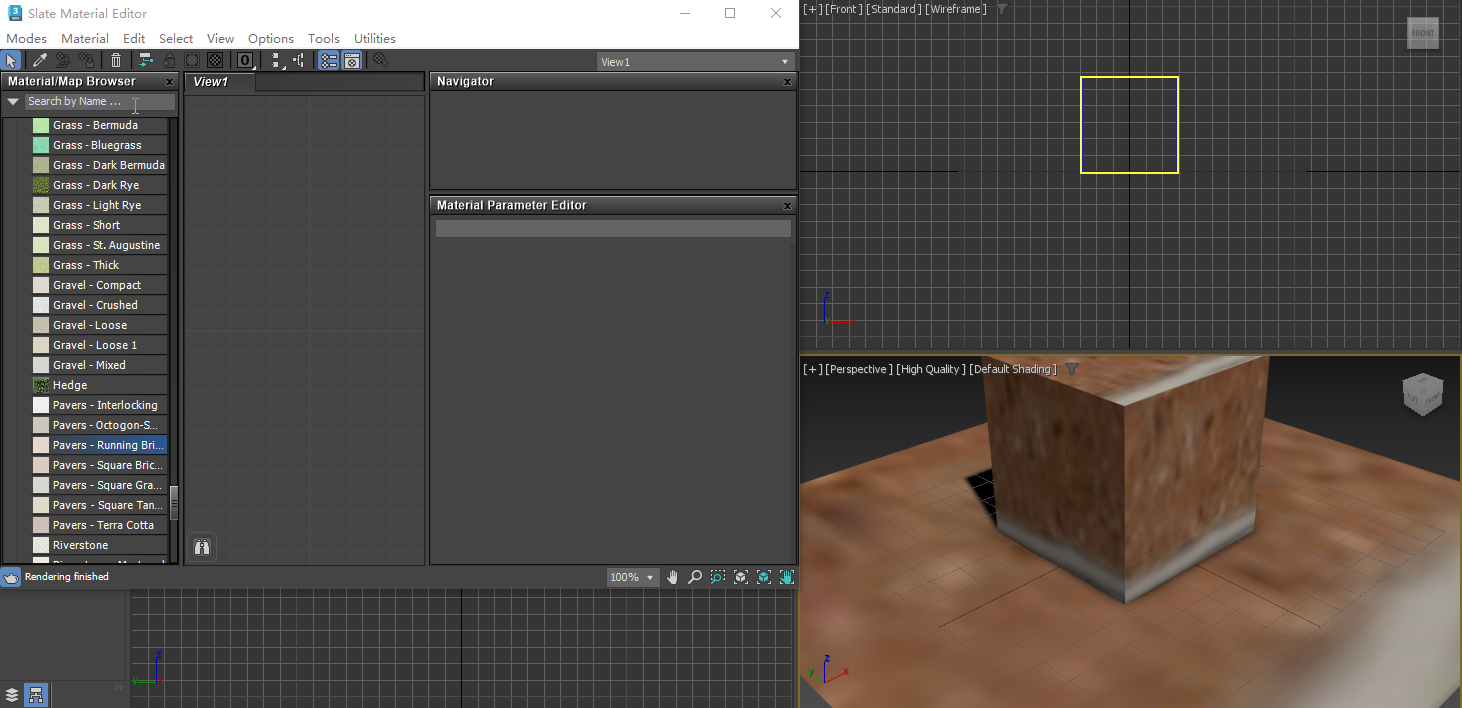 Slate Material Editor
Modes Material Edit Select View Options Tools Utilities
View1
Material/Map Browser
Search by Name ...
Grass - Bermuda
Grass - Bluegrass
Grass - Dark Bermuda
Grass - Dark Rye
Grass - Light Rye
Grass - Short
Grass - St. Augustine
Grass - Thick
Gravel - Compact
Gravel - Crushed
Gravel - Loose
Gravel - Loose 1
Gravel - Mixed
Hedge
Pavers - Interlocking
Pavers - Octogon-S...
Pavers - Running Bri...
Pavers - Square Bric...
Pavers - Square Gra...
Pavers - Square Tan...
Pavers - Terra Cotta
Riverstone
View1
Navigator
Material Parameter Editor
Rendering finished
100%
[+] [Front] [Standard] [Wireframe]
FRONT
z
[+] [Perspective] [High Quality] [Default Shading]
FRONT
z
y
x
z
y